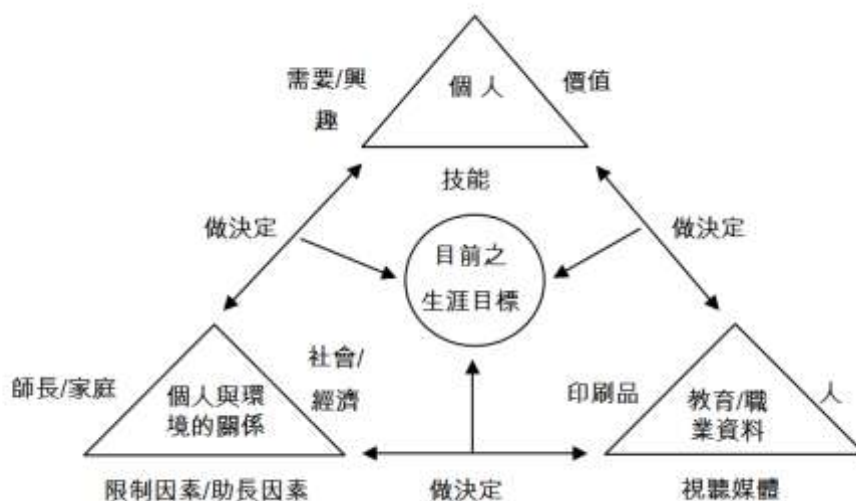 需要/興
趣
個 人
價值
技能
做決定
做決定
目前之
生涯目標
師長/家庭
個人與環
境的關係
社會/
經濟
印刷品
教育/職
業資料
人
限制因素/助長因素
做決定
視聽媒體